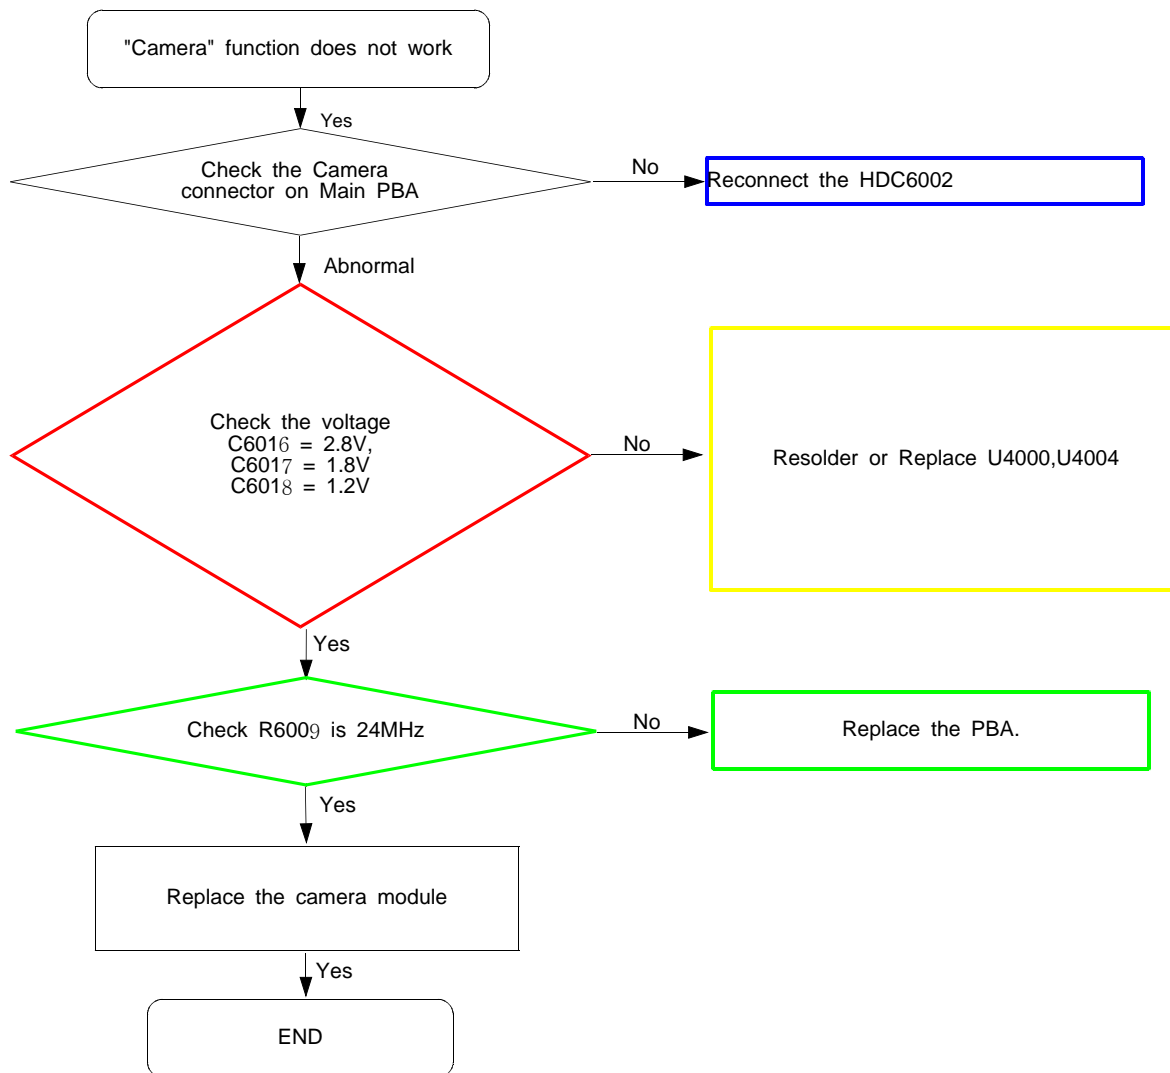 "Camera" function does not work
Yes
Check the Camera
connector on Main PBA
No
Reconnect the HDC6002
Abnormal
Check the voltage
C6016 = 2.8V,
C6017 = 1.8V
C6018 = 1.2V
No
Resolder or Replace U4000,U4004
Yes
Check R6009 is 24MHz
No
Replace the PBA.
Yes
Replace the camera module
Yes
END